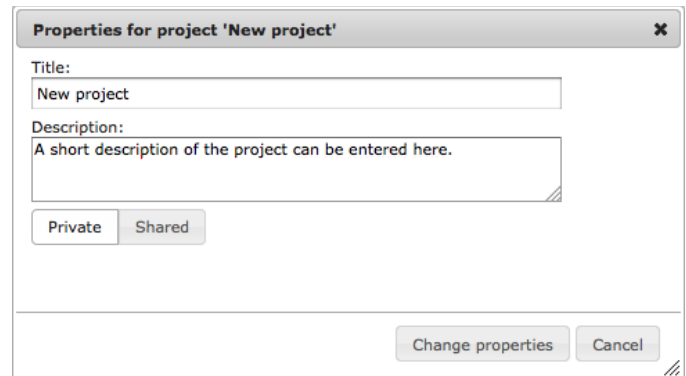 Properties for project 'New project'
Title:
New project
Description:
A short description of the project can be entered here.
Private Shared
Change properties Cancel